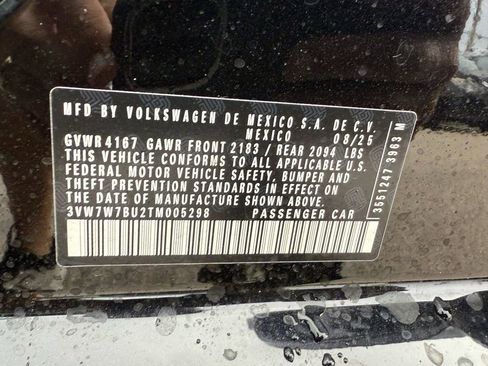 MFD BY VOLKSWAGEN DE MEXICO S.A. DE C.V.
MEXICO 08/25
GVWR 4167 GAWR FRONT 2183 / REAR 2094 LBS
THIS VEHICLE CONFORMS TO ALL APPLICABLE U.S.
FEDERAL MOTOR VEHICLE SAFETY, BUMPER, AND
THEFT PREVENTION STANDARDS IN EFFECT ON
THE DATE OF MANUFACTURE SHOWN ABOVE.
3VW7W7BU2TM005298 PASSENGER CAR
3551247 3963 M